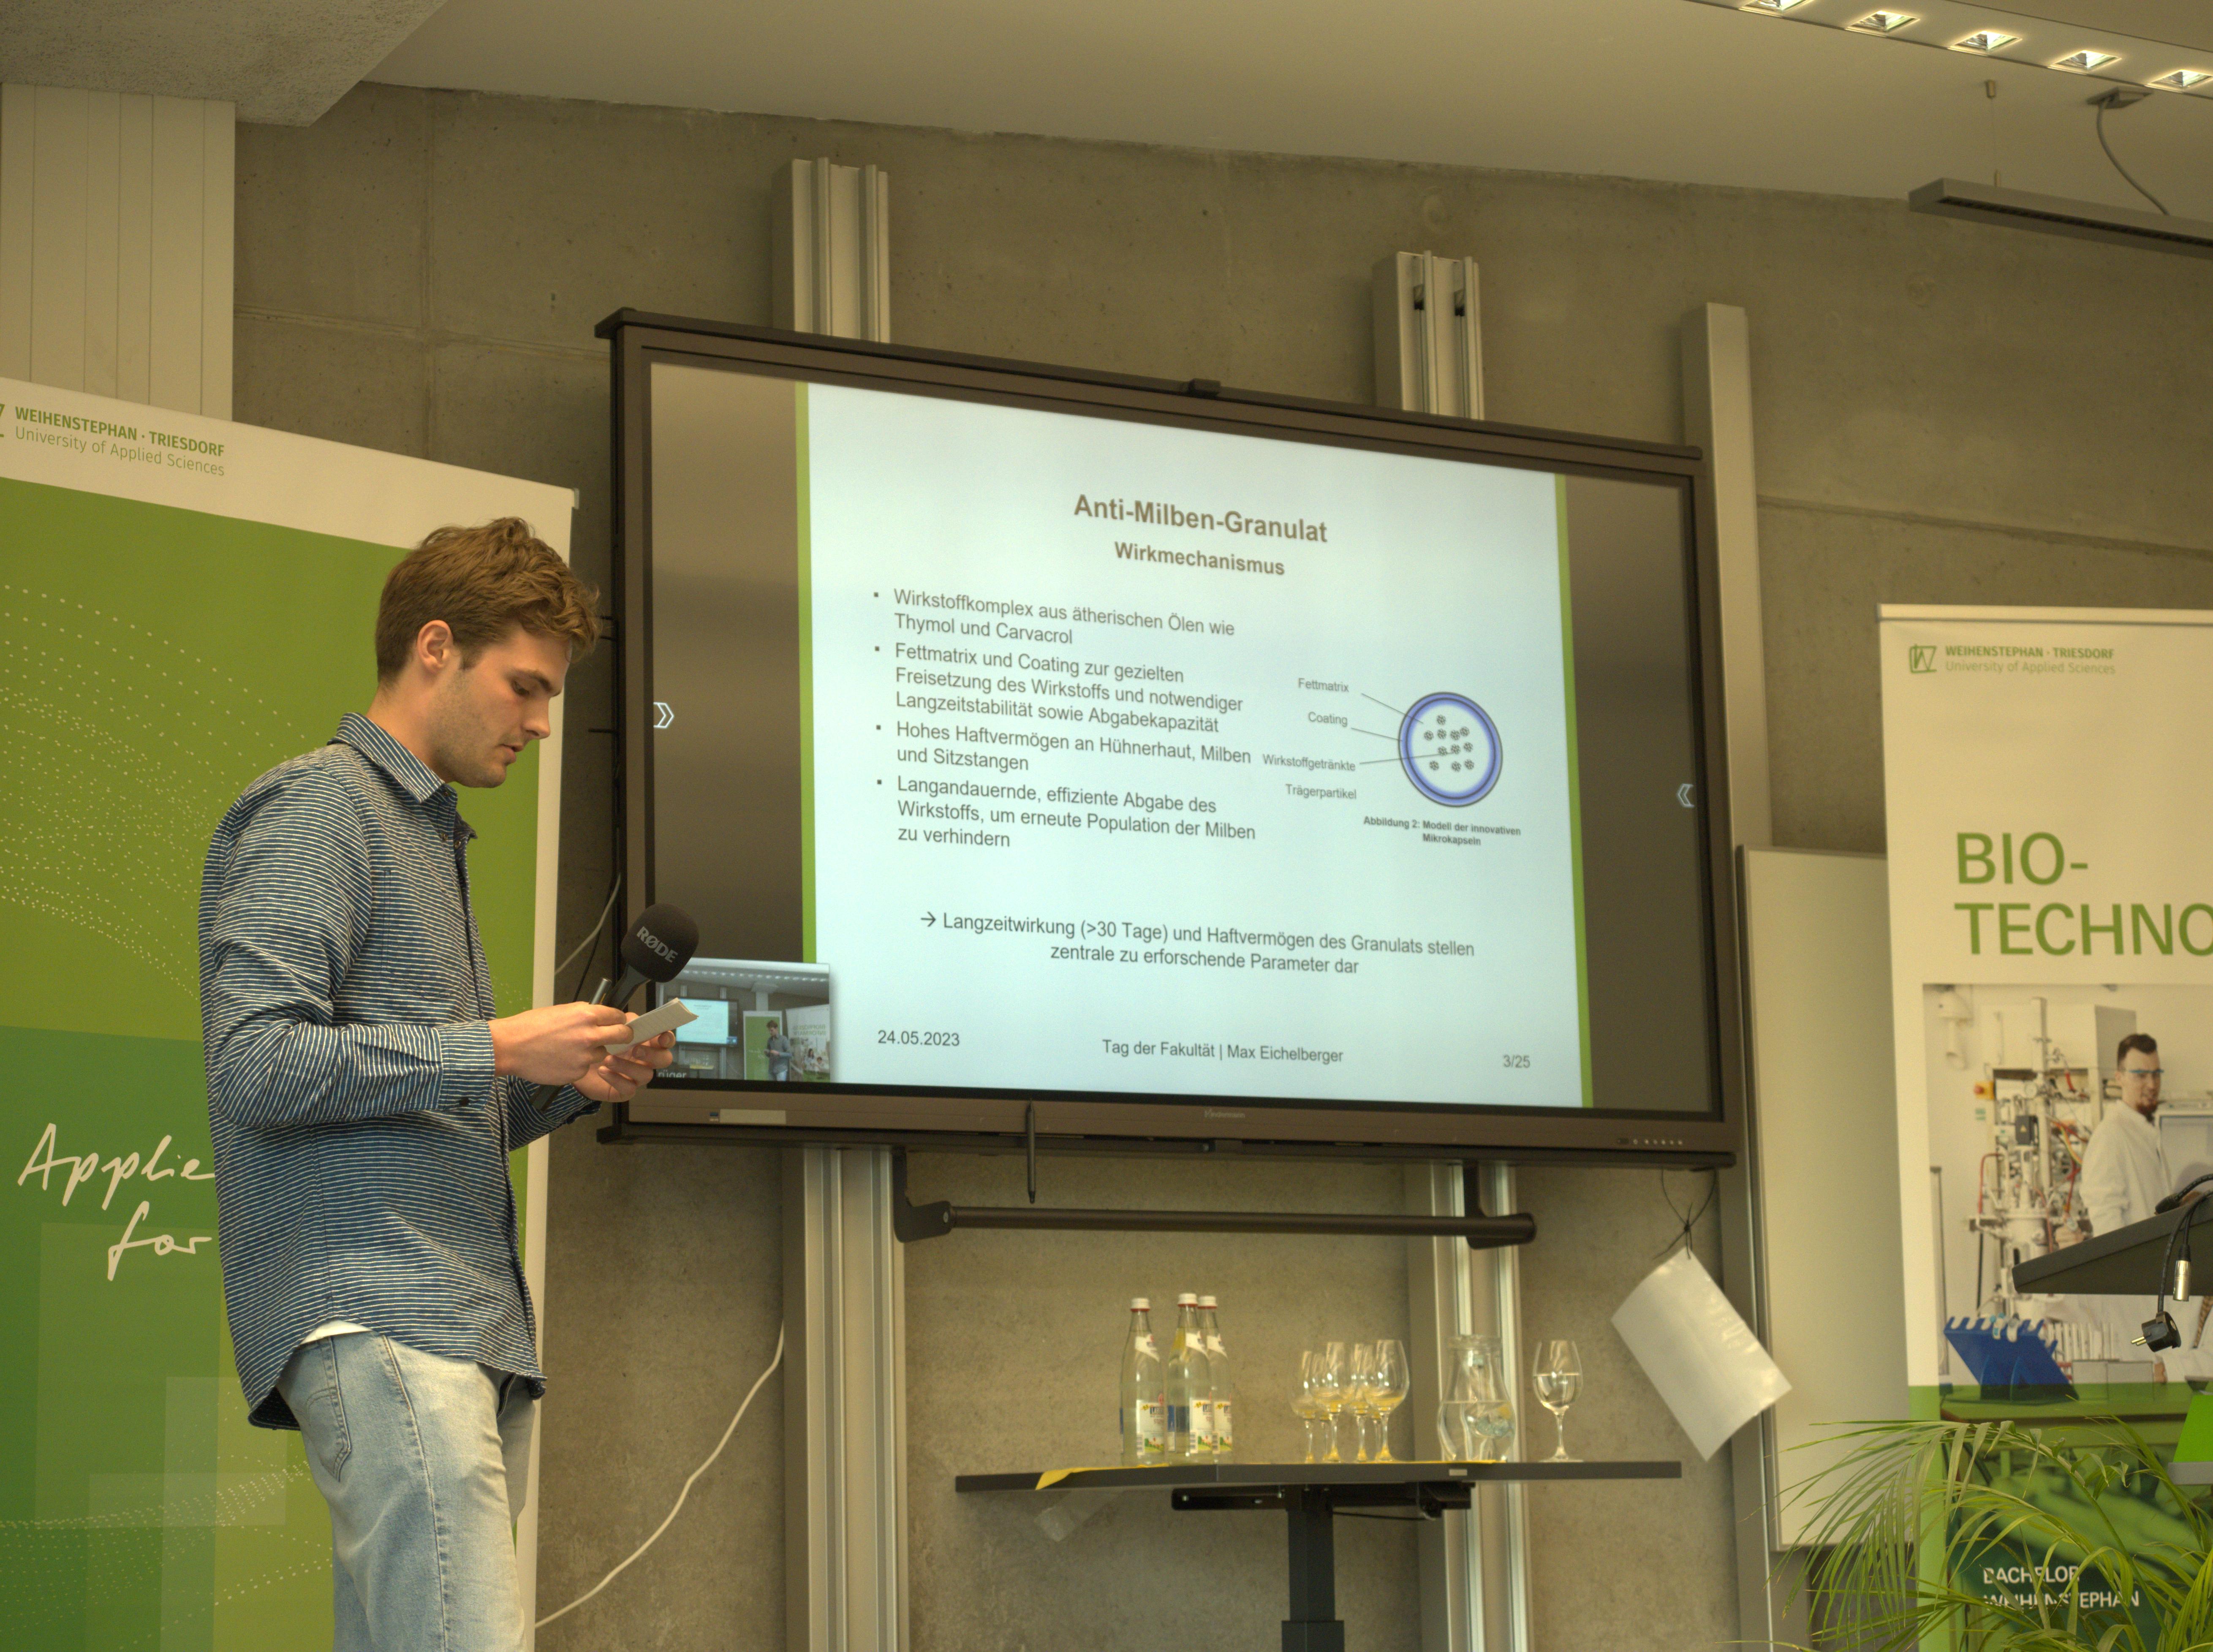 WEIHENSTEPHAN · TRIESDORF
University of Applied Sciences
Applie
for
RØDE
Anti-Milben-Granulat
Wirkmechanismus
▪ Wirkstoffkomplex aus ätherischen Ölen wie
Thymol und Carvacrol
▪ Fettmatrix und Coating zur gezielten
Freisetzung des Wirkstoffs und notwendiger
Langzeitstabilität sowie Abgabekapazität
▪ Hohes Haftvermögen an Hühnerhaut, Milben
und Sitzstangen
▪ Langandauernde, effiziente Abgabe des
Wirkstoffs, um erneute Population der Milben
zu verhindern
Fettmatrix
Coating
Wirkstoffgetränkte
Trägerpartikel
Abbildung 2: Modell der innovativen
Mikrokapseln
→ Langzeitwirkung (>30 Tage) und Haftvermögen des Granulats stellen
zentrale zu erforschende Parameter dar
24.05.2023
Tag der Fakultät | Max Eichelberger
3/25
WEIHENSTEPHAN · TRIESDORF
University of Applied Sciences
BIO-
TECHNO
BACHELOR
WEIHENSTEPHAN